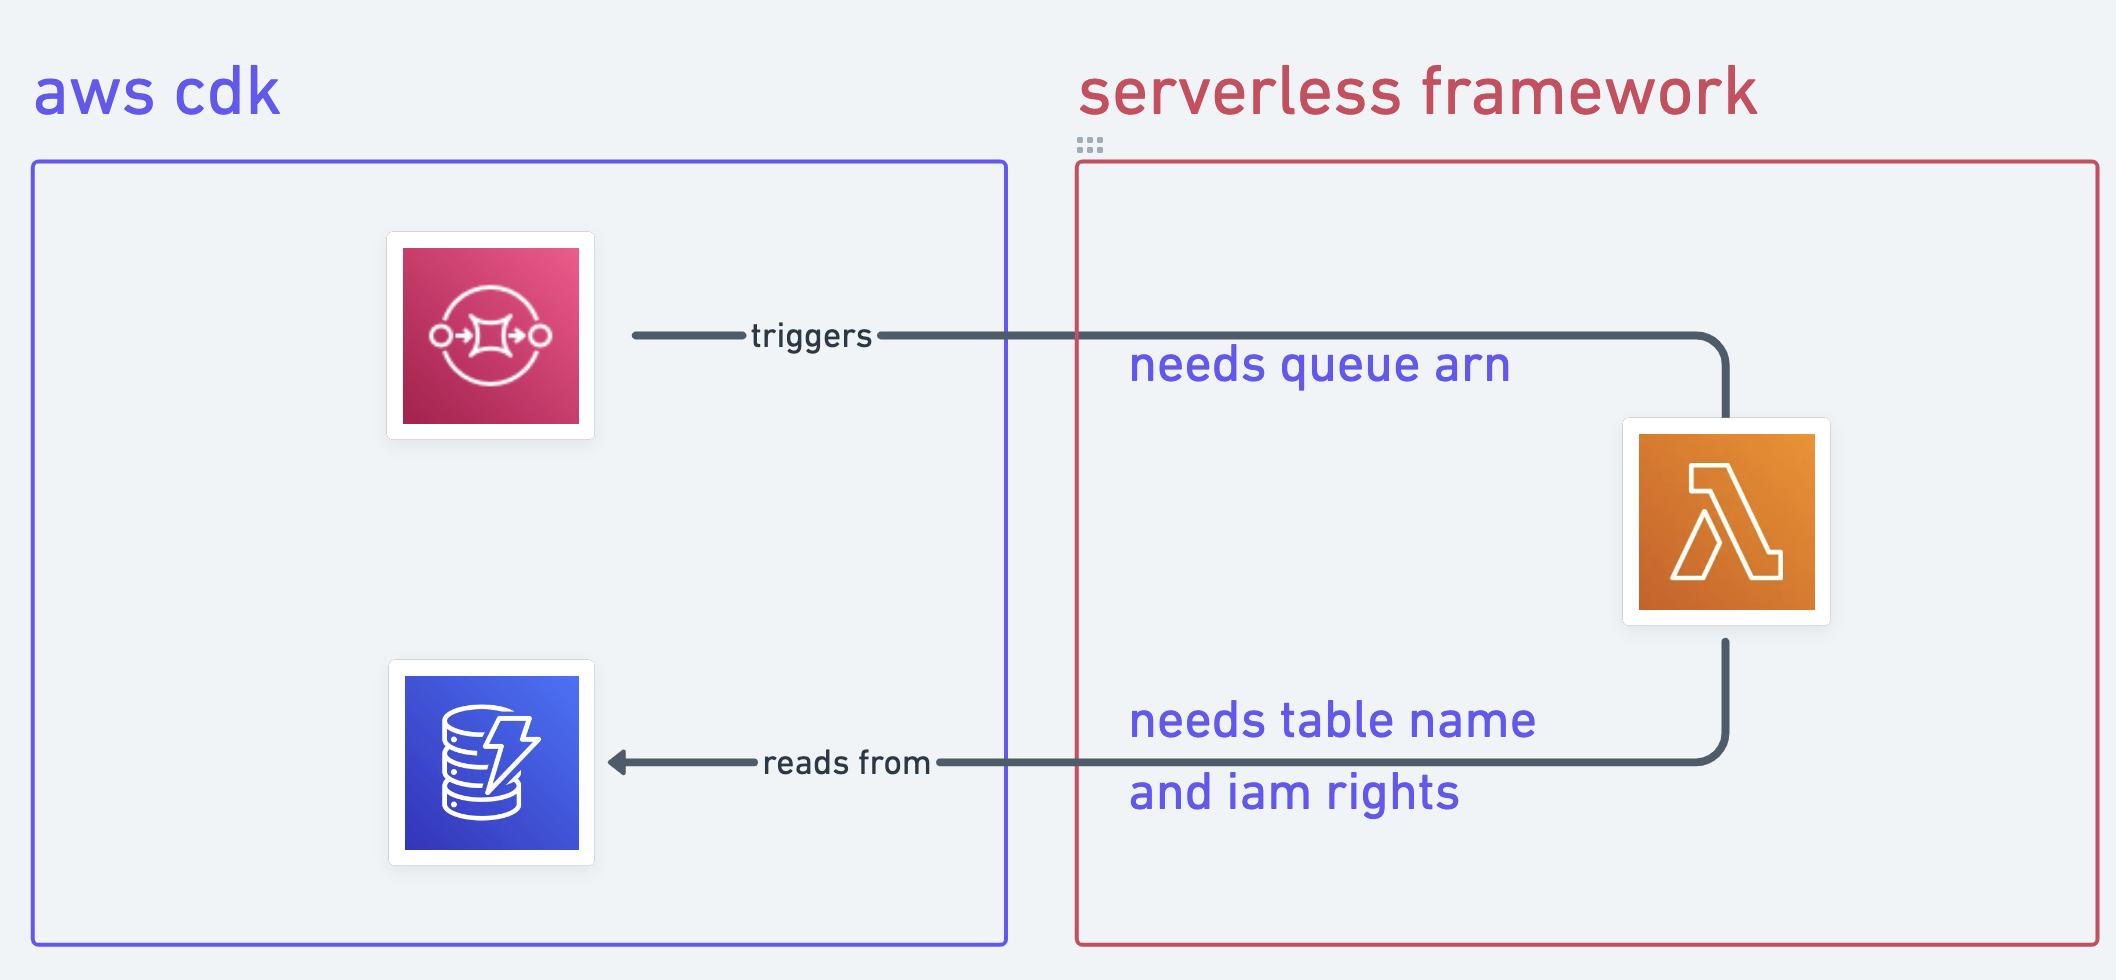 aws cdk
serverless framework
triggers
needs queue arn
needs table name
reads from
and iam rights